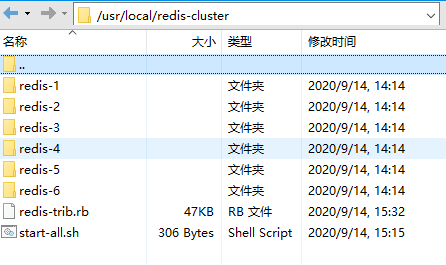 /usr/local/redis-cluster
名称 大小 类型 修改时间
..
redis-1 文件夹 2020/9/14, 14:14
redis-2 文件夹 2020/9/14, 14:14
redis-3 文件夹 2020/9/14, 14:14
redis-4 文件夹 2020/9/14, 14:14
redis-5 文件夹 2020/9/14, 14:14
redis-6 文件夹 2020/9/14, 14:14
redis-trib.rb 47KB RB 文件 2020/9/14, 15:32
start-all.sh 306 Bytes Shell Script 2020/9/14, 15:15